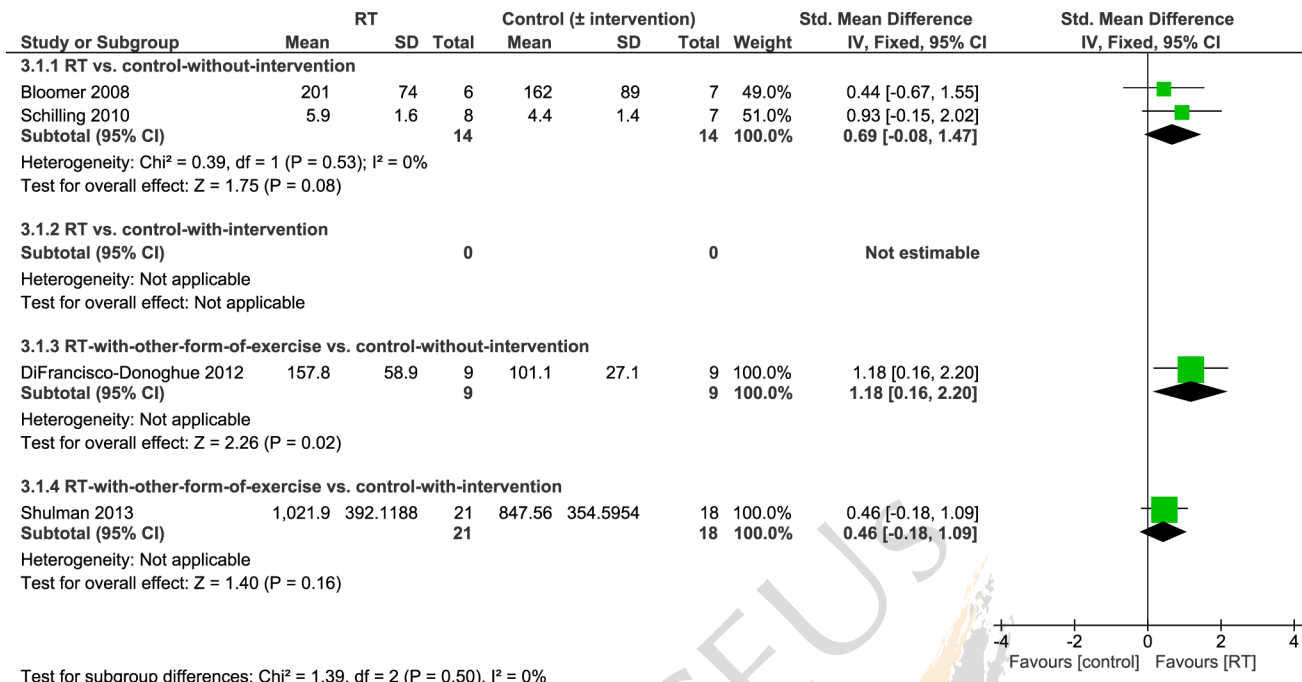 RT Control (± intervention) Std. Mean Difference Std. Mean Difference
Study or Subgroup Mean SD Total Mean SD Total Weight IV, Fixed, 95% CI IV, Fixed, 95% CI
3.1.1 RT vs. control-without-intervention
Bloomer 2008 201 74 6 162 89 7 49.0% 0.44 [-0.67, 1.55]
Schilling 2010 5.9 1.6 8 4.4 1.4 7 51.0% 0.93 [-0.15, 2.02]
Subtotal (95% CI) 14 14 100.0% 0.69 [-0.08, 1.47]
Heterogeneity: Chi² = 0.39, df = 1 (P = 0.53); I² = 0%
Test for overall effect: Z = 1.75 (P = 0.08)
3.1.2 RT vs. control-with-intervention
Subtotal (95% CI) 0 0 Not estimable
Heterogeneity: Not applicable
Test for overall effect: Not applicable
3.1.3 RT-with-other-form-of-exercise vs. control-without-intervention
DiFrancisco-Donoghue 2012 157.8 58.9 9 101.1 27.1 9 100.0% 1.18 [0.16, 2.20]
Subtotal (95% CI) 9 9 100.0% 1.18 [0.16, 2.20]
Heterogeneity: Not applicable
Test for overall effect: Z = 2.26 (P = 0.02)
3.1.4 RT-with-other-form-of-exercise vs. control-with-intervention
Shulman 2013 1,021.9 392.1188 21 847.56 354.5954 18 100.0% 0.46 [-0.18, 1.09]
Subtotal (95% CI) 21 18 100.0% 0.46 [-0.18, 1.09]
Heterogeneity: Not applicable
Test for overall effect: Z = 1.40 (P = 0.16)
-4 -2 0 2 4
Favours [control] Favours [RT]
Test for subgroup differences: Chi² = 1.39, df = 2 (P = 0.50), I² = 0%